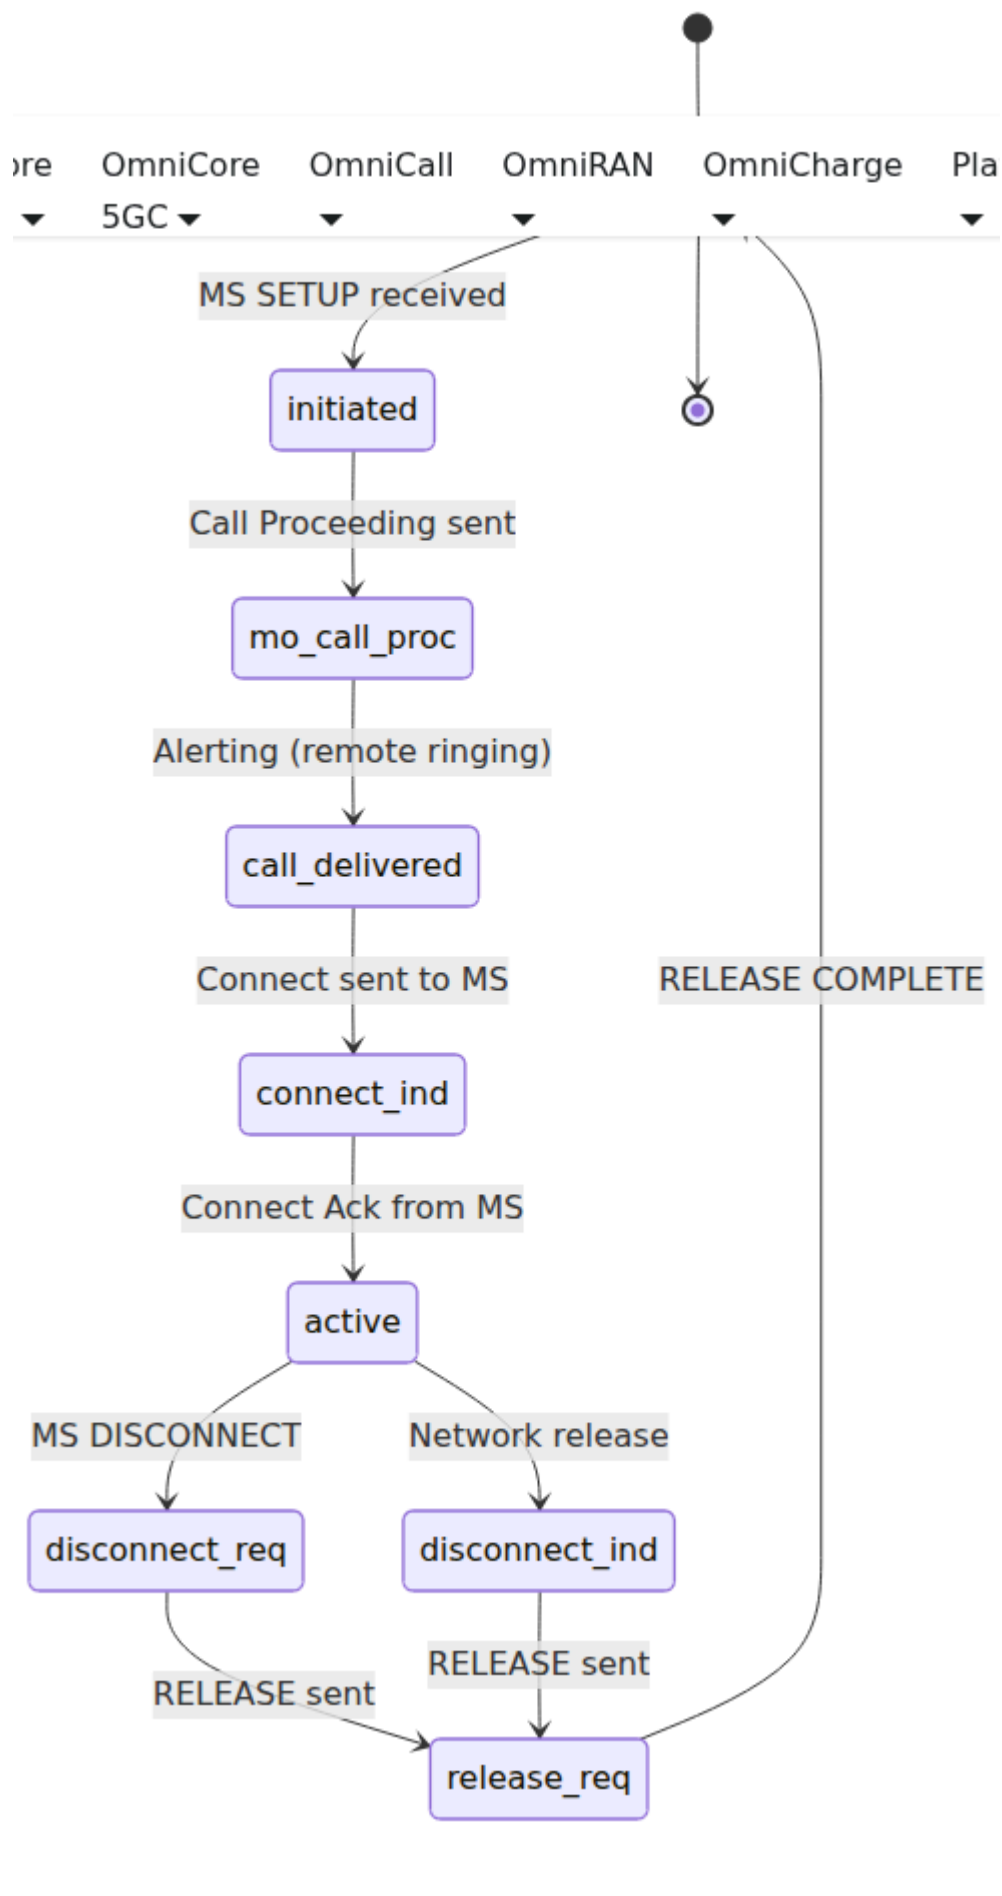 OmniCore OmniCall OmniRAN OmniCharge
5GC
MS SETUP received
initiated
Call Proceeding sent
mo_call_proc
Alerting (remote ringing)
call_delivered
Connect sent to MS
RELEASE COMPLETE
connect_ind
Connect Ack from MS
active
MS DISCONNECT
Network release
disconnect_req
disconnect_ind
RELEASE sent
RELEASE sent
release_req